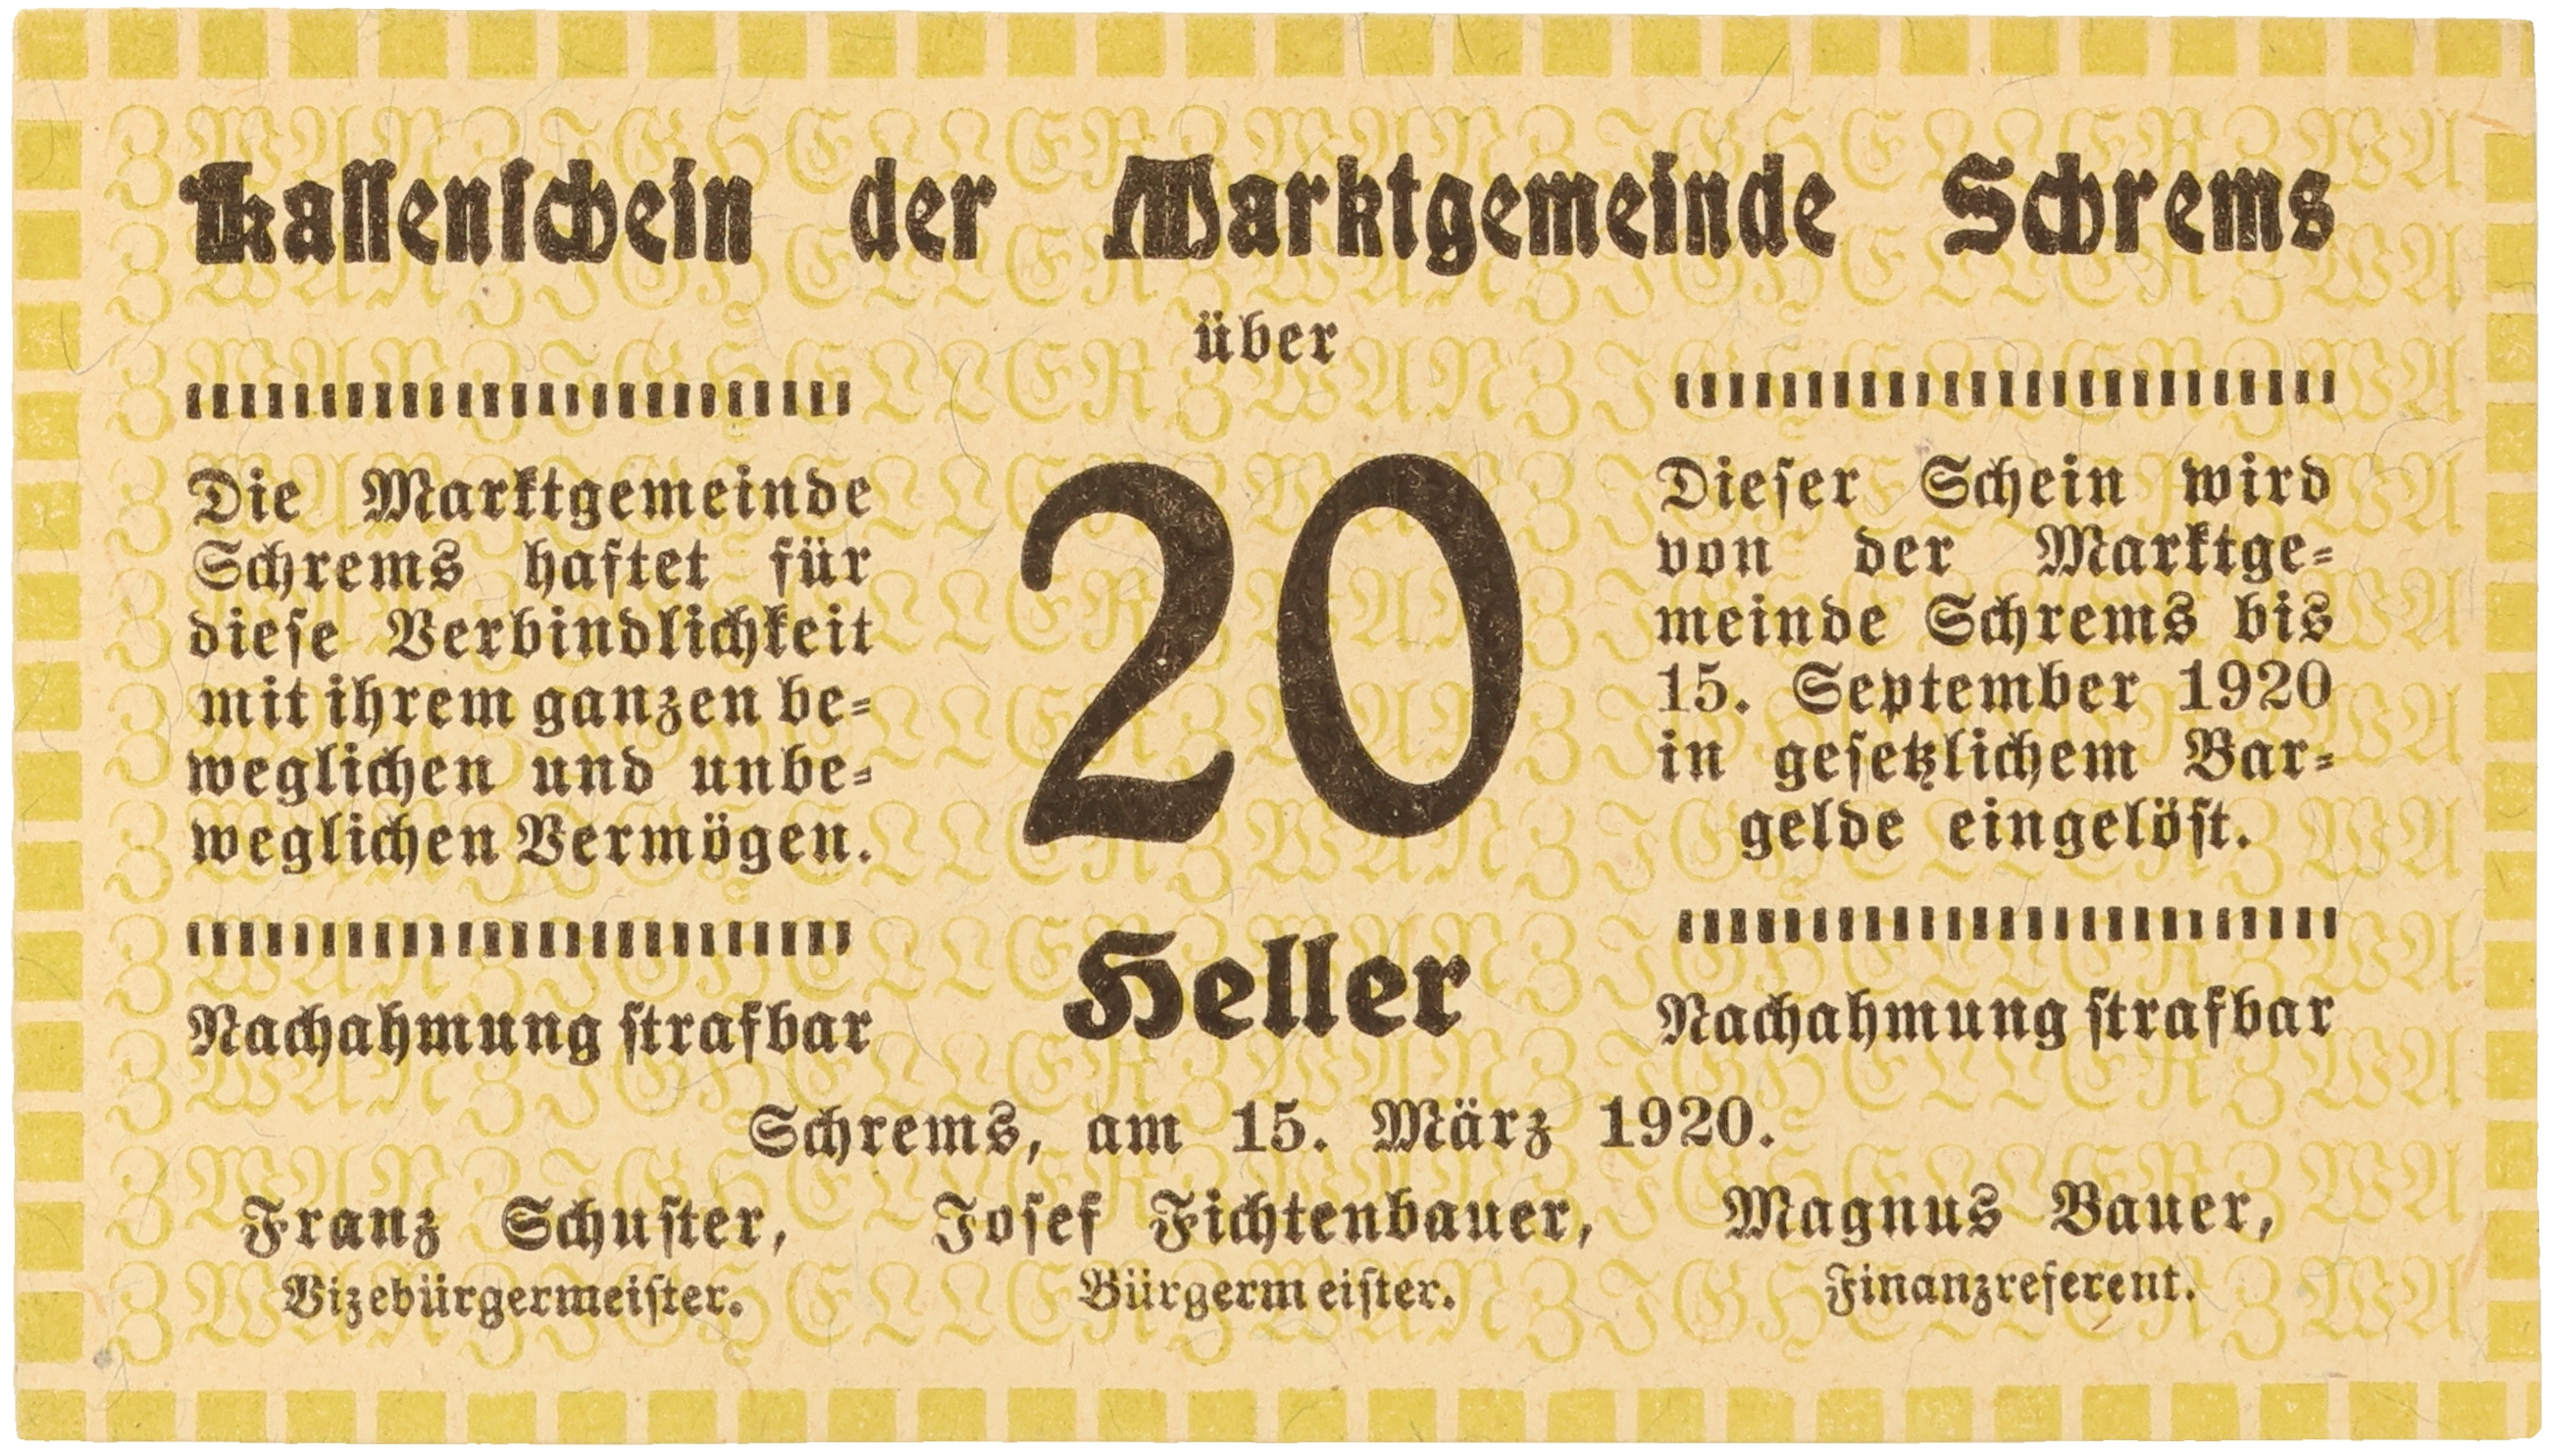 Kassenschein der Marktgemeinde Schrems
über
20
Heller
Die Marktgemeinde
Schrems haftet für
diese Verbindlichkeit
mit ihrem ganzen be=
weglichen und unbe=
weglichen Vermögen.
Nachahmung strafbar
Dieser Schein wird
von der Marktge=
meinde Schrems bis
15. September 1920
in gesetzlichem Bar=
gelde eingelöst.
Nachahmung strafbar
Schrems, am 15. März 1920.
Franz Schuster, Josef Fichtenbauer, Magnus Bauer,
Vizebürgermeister. Bürgermeister. Finanzreferent.